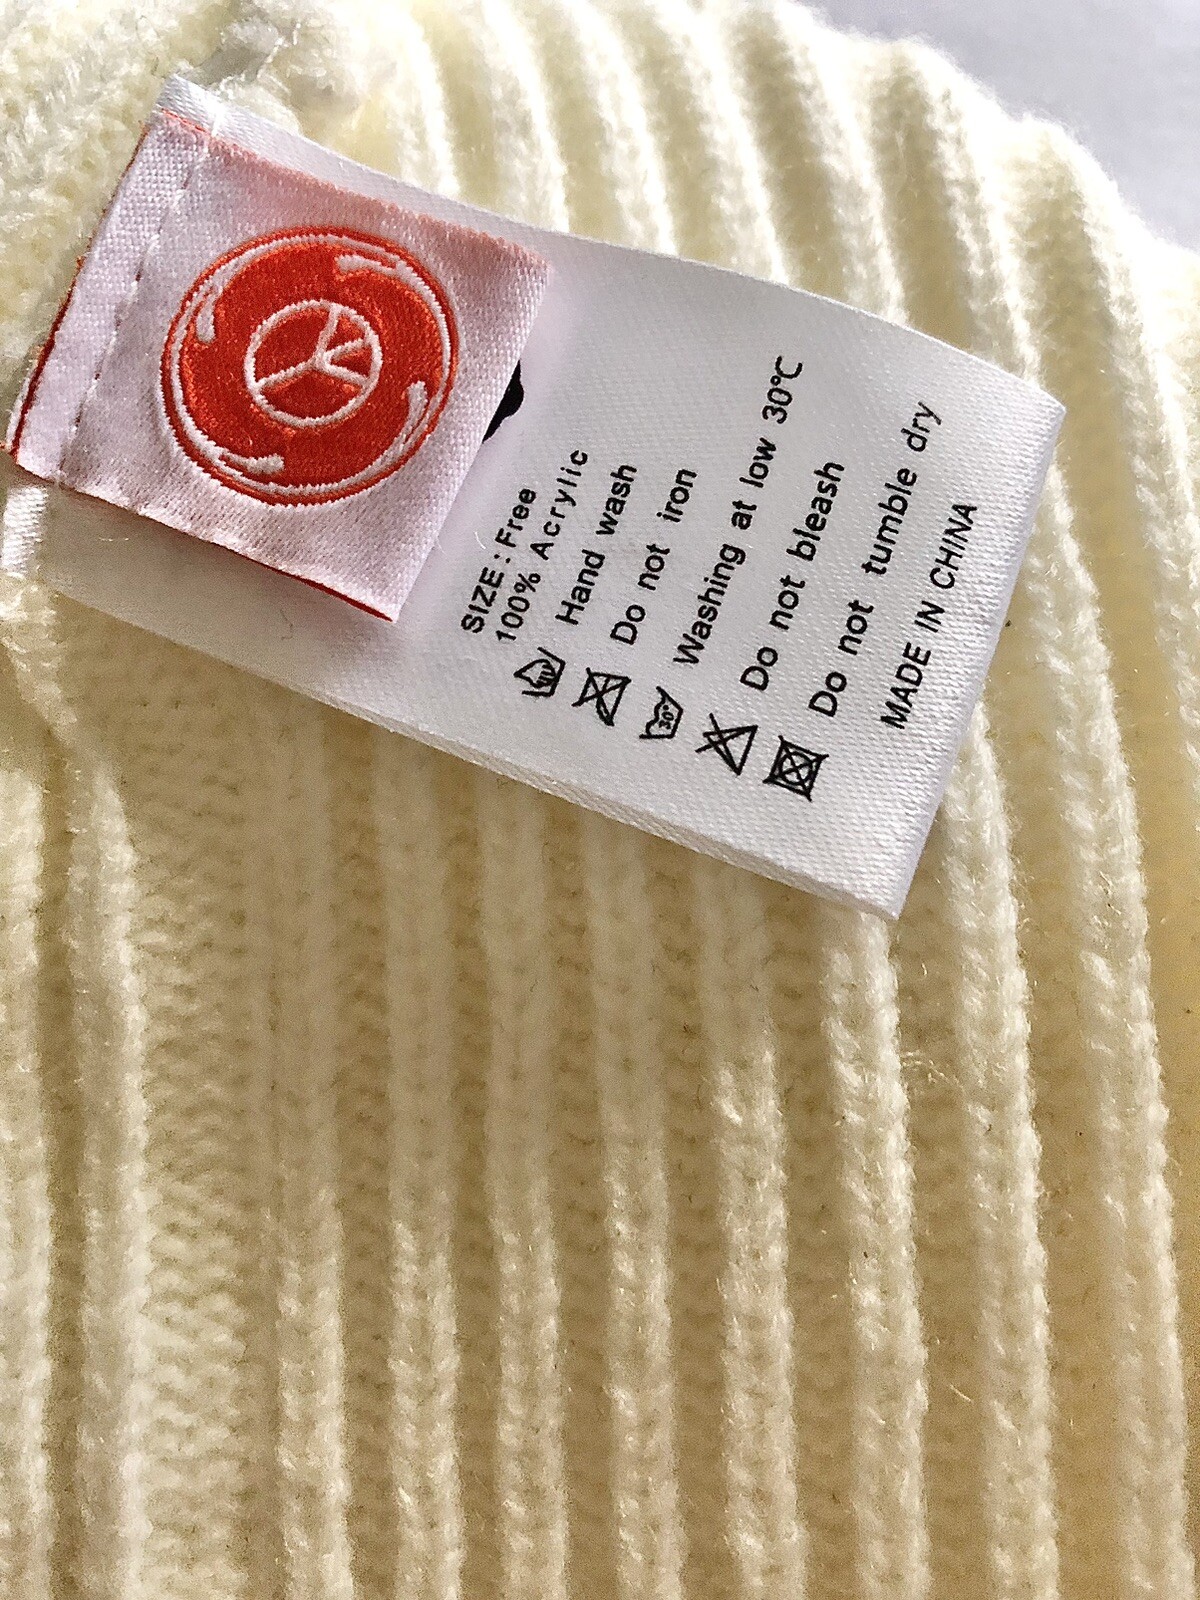 SIZE : Free
100% Acrylic
Hand wash
Do not iron
30°
Washing at low 30℃
Do not bleash
Do not tumble dry
MADE IN CHINA